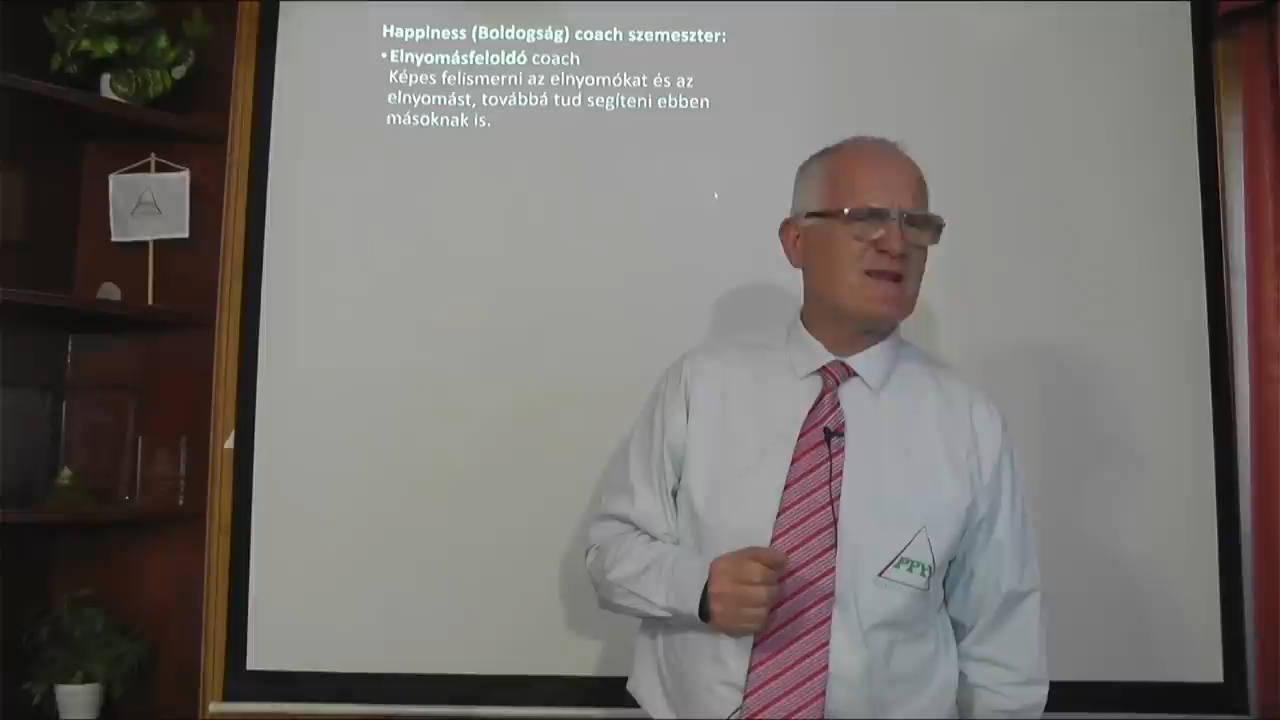 Happiness (Boldogság) coach szemeszter:
•Elnyomásfeloldó coach
Képes felismerni az elnyomókat és az
elnyomást, továbbá tud segíteni ebben
másoknak is.
PPH